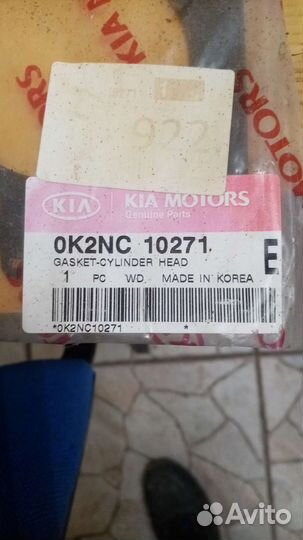 KIA MOTORS
922
KIA KIA MOTORS
Genuine Parts
0K2NC 10271
GASKET-CYLINDER HEAD
E
1 PC WD. MADE IN KOREA
*0K2NC10271 *
Avito